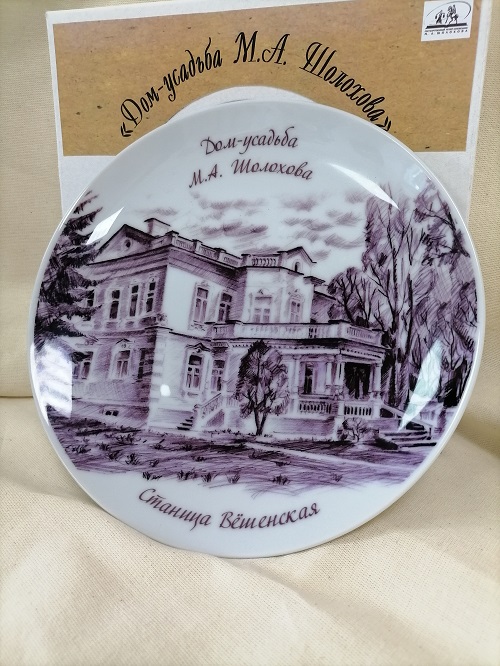 «Дом-усадьба М.А. Шолохова»
Дом-усадьба
М.А. Шолохова
Станица Вёшенская